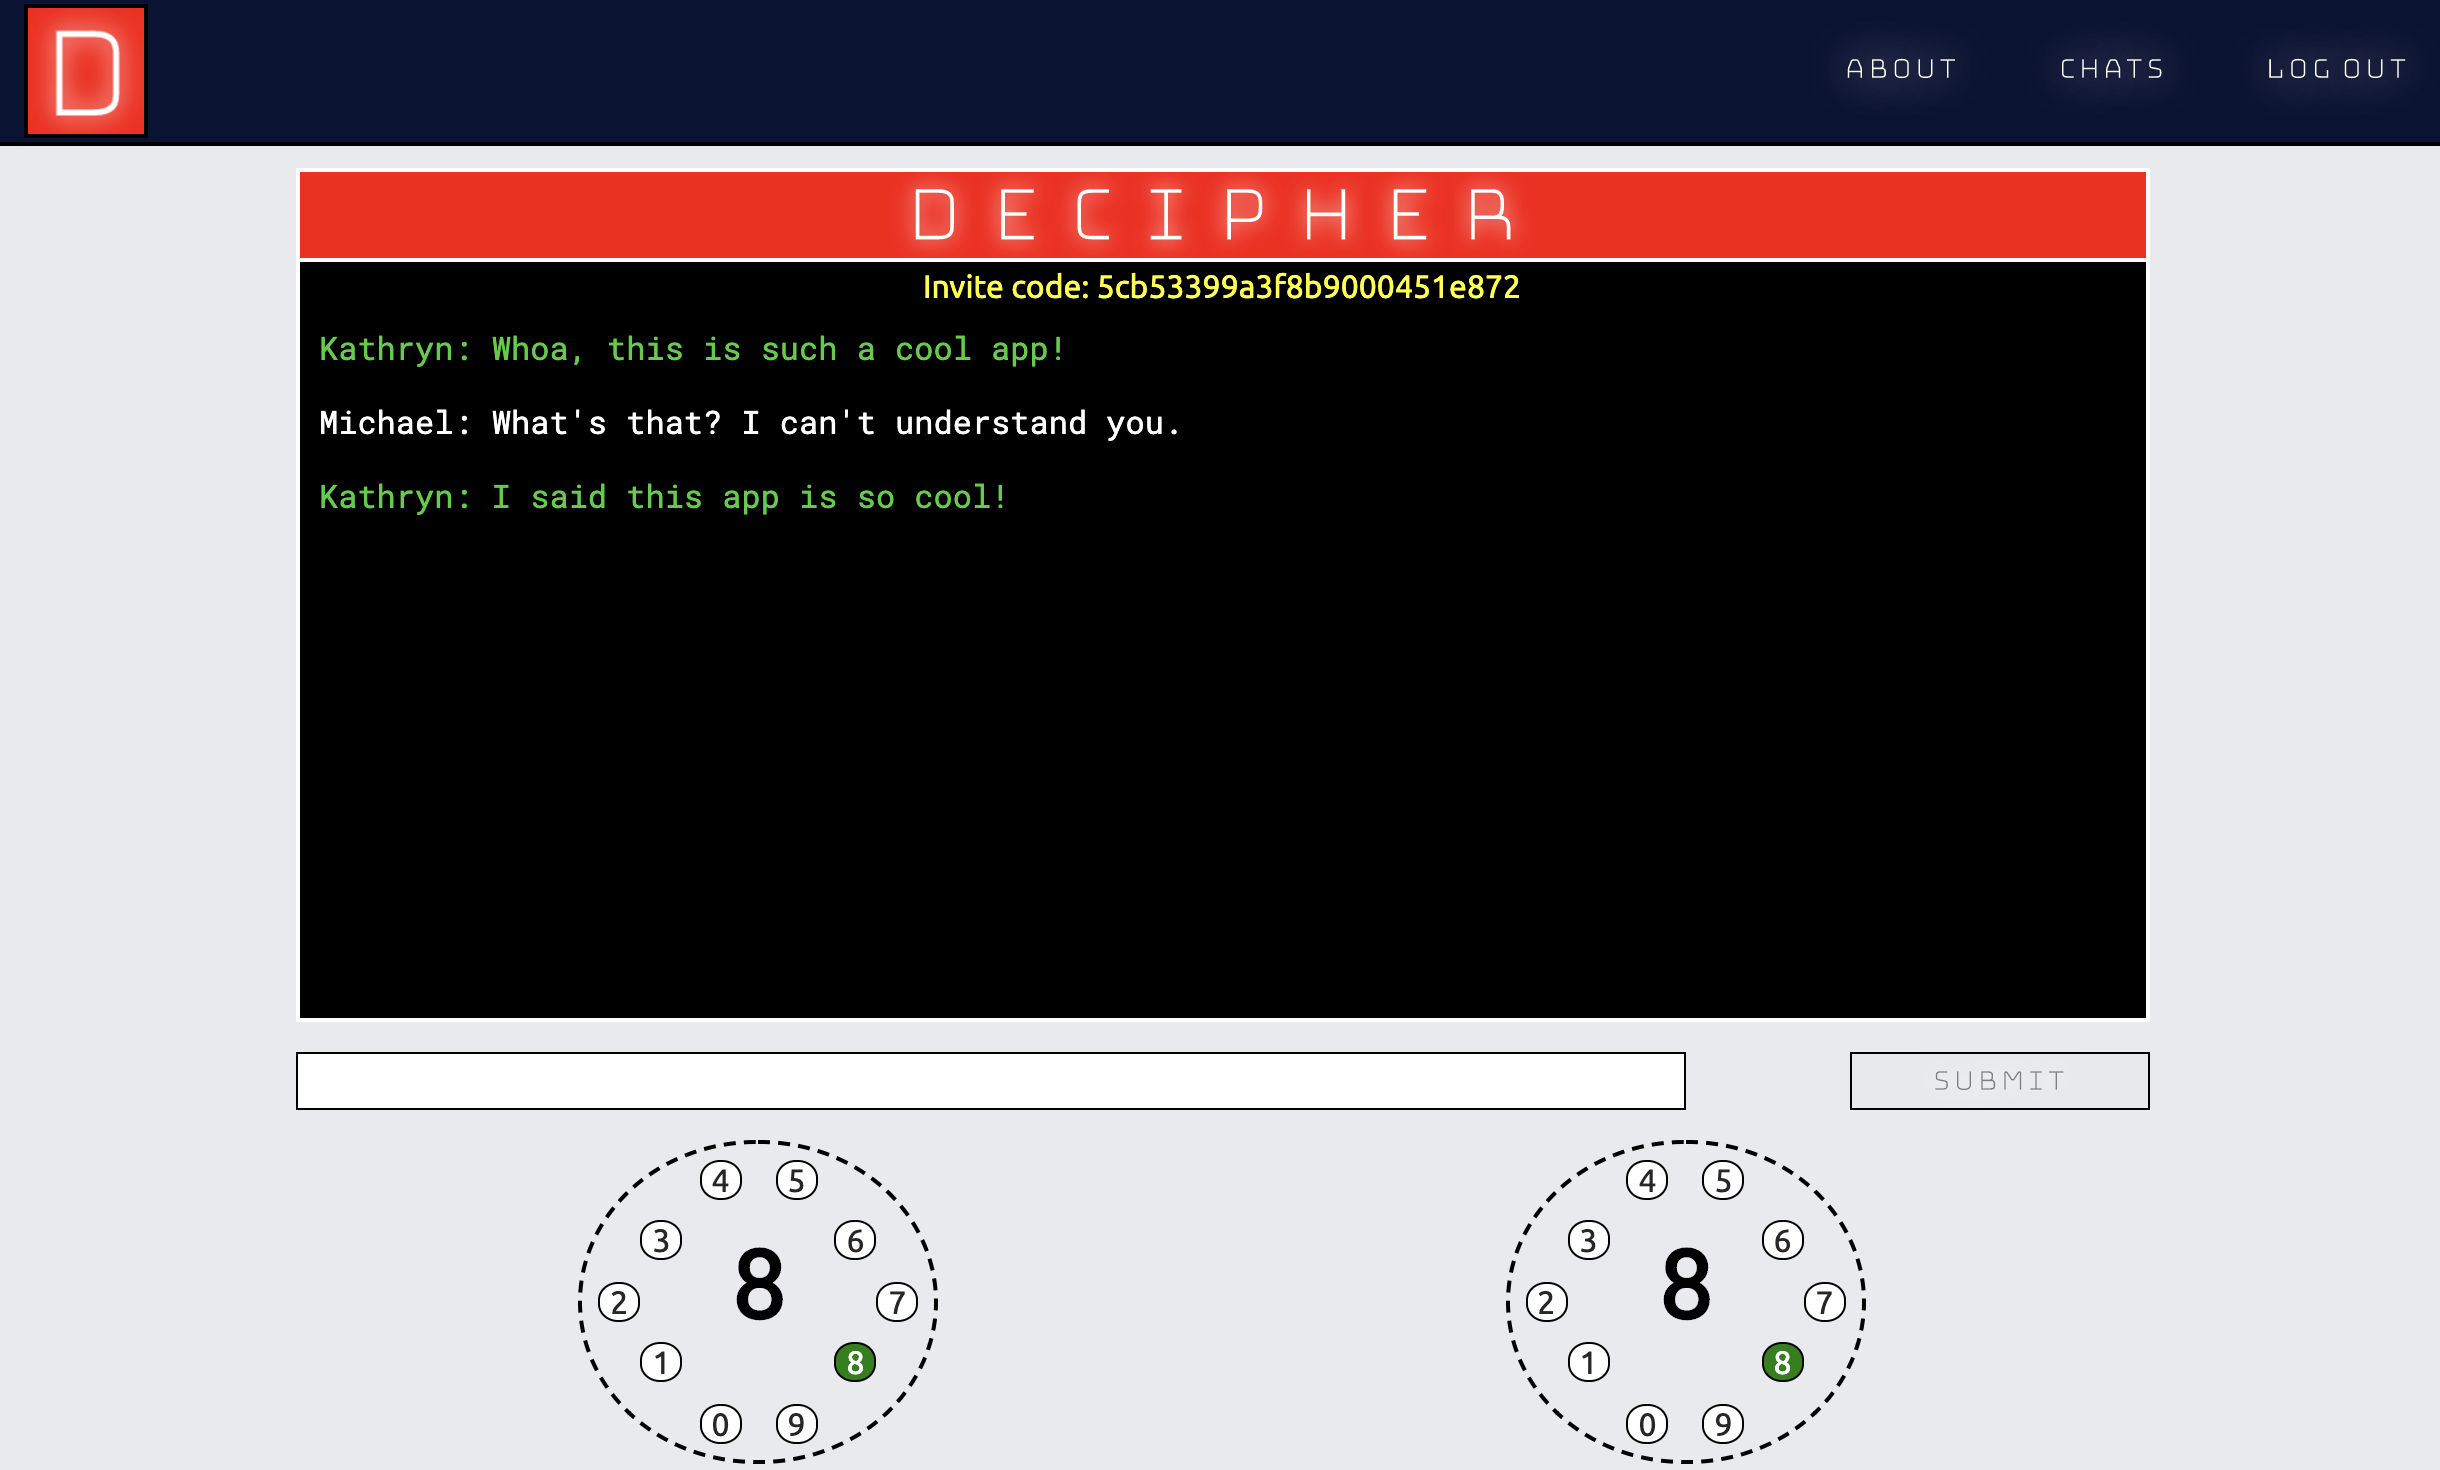 D
ABOUT CHATS LOG OUT
DECIPHER
Invite code: 5cb53399a3f8b9000451e872
Kathryn: Whoa, this is such a cool app!
Michael: What's that? I can't understand you.
Kathryn: I said this app is so cool!
SUBMIT
4 5
3 6
8
2 7
1 8
0 9
4 5
3 6
8
2 7
1 8
0 9